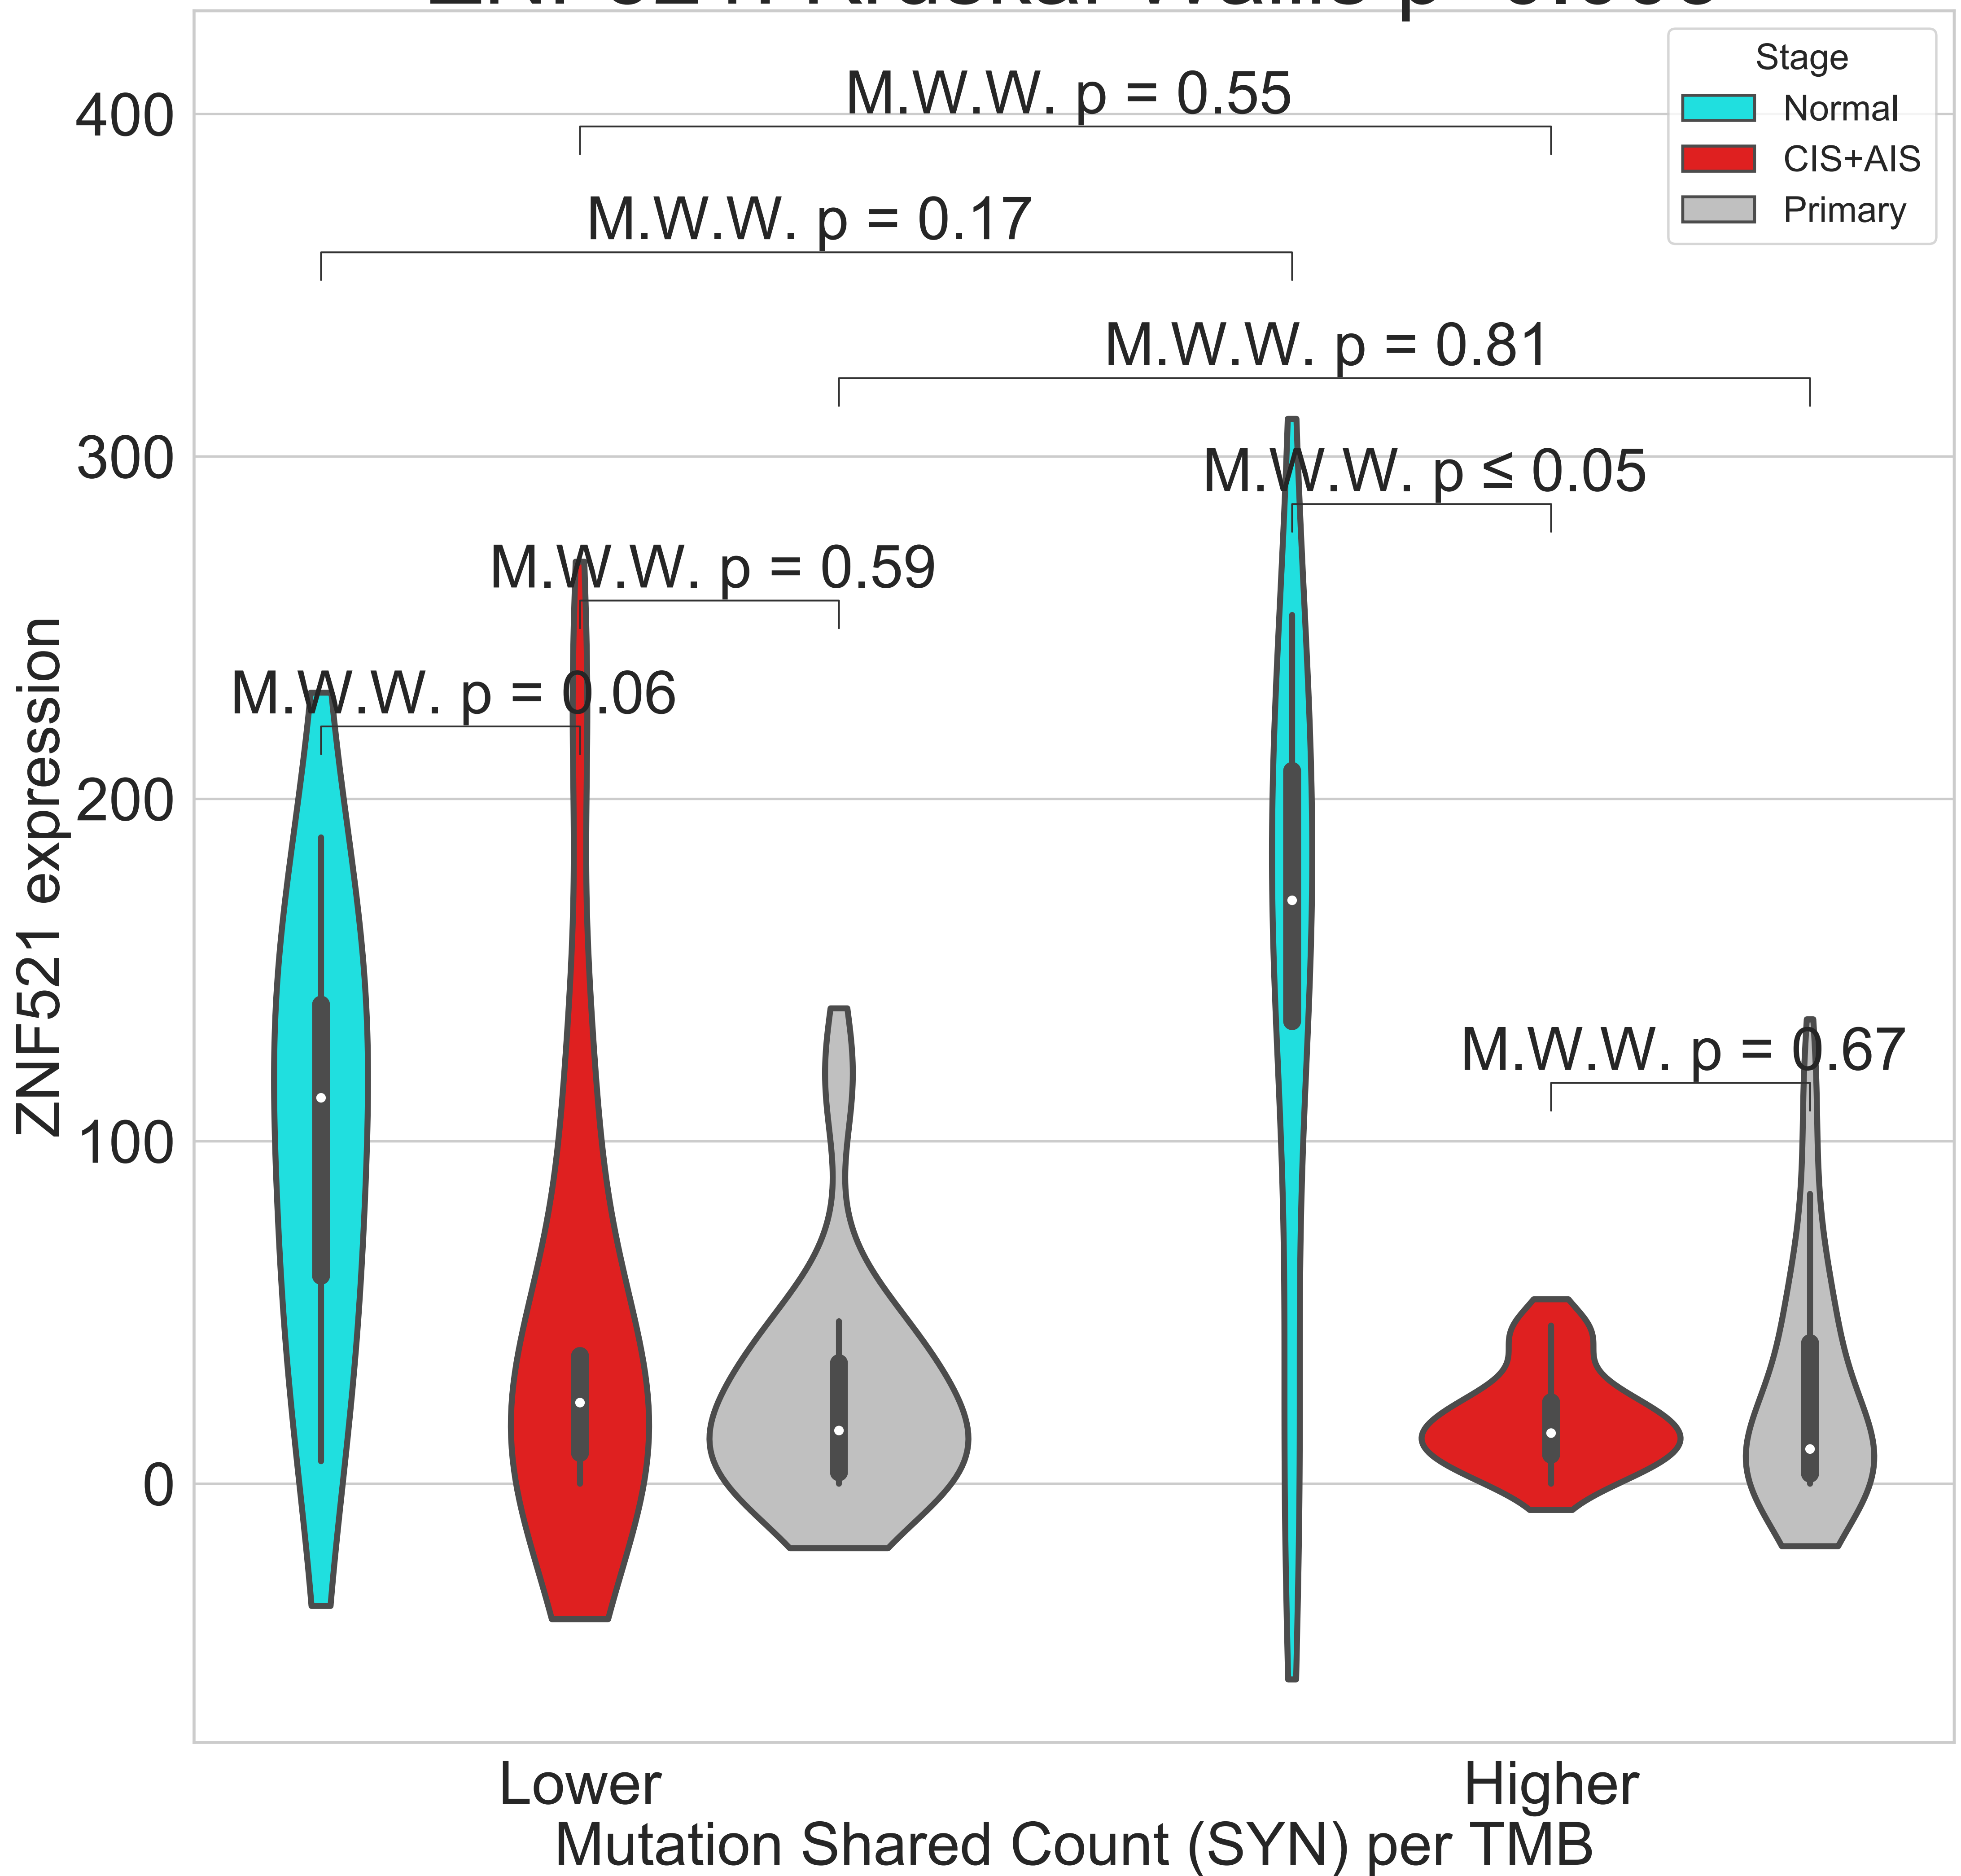 Stage
Normal
CIS+AIS
Primary
M.W.W. p = 0.55
M.W.W. p = 0.17
M.W.W. p = 0.81
M.W.W. p ≤ 0.05
M.W.W. p = 0.59
M.W.W. p = 0.06
M.W.W. p = 0.67
400
300
200
100
0
ZNF521 expression
Lower
Higher
Mutation Shared Count (SYN) per TMB